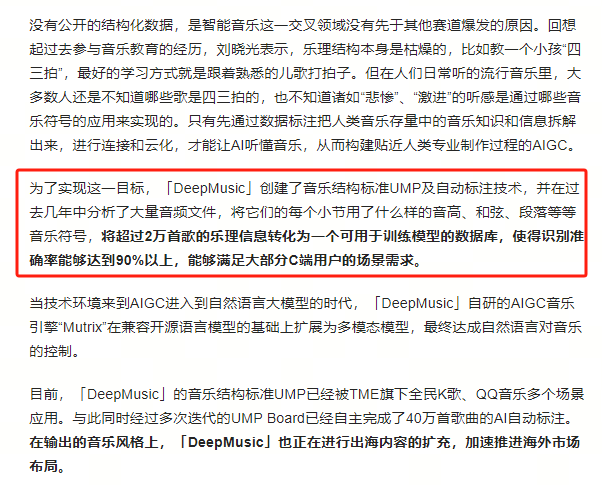 没有公开的结构化数据，是智能音乐这一交叉领域没有先于其他赛道爆发的原因。回想
起过去参与音乐教育的经历，刘晓光表示，乐理结构本身是枯燥的，比如教一个小孩“四
三拍”，最好的学习方式就是跟着熟悉的儿歌打拍子。但在人们日常听的流行音乐里，大
多数人还是不知道哪些歌是四三拍的，也不知道诸如“悲惨”、“激进”的听感是通过哪些音
乐符号的应用来实现的。只有先通过数据标注把人类音乐存量中的音乐知识和信息拆解
出来，进行连接和云化，才能让AI听懂音乐，从而构建贴近人类专业制作过程的AIGC。
为了实现这一目标，「DeepMusic」创建了音乐结构标准UMP及自动标注技术，并在过
去几年中分析了大量音频文件，将它们的每个小节用了什么样的音高、和弦、段落等等
音乐符号，将超过2万首歌的乐理信息转化为一个可用于训练模型的数据库，使得识别准
确率能够达到90%以上，能够满足大部分C端用户的场景需求。
当技术环境来到AIGC进入到自然语言大模型的时代，「DeepMusic」自研的AIGC音乐
引擎“Mutrix”在兼容开源语言模型的基础上扩展为多模态模型，最终达成自然语言对音乐
的控制。
目前，「DeepMusic」的音乐结构标准UMP已经被TME旗下全民K歌、QQ音乐多个场景
应用。与此同时经过多次迭代的UMP Board已经自主完成了40万首歌曲的AI自动标注。
在输出的音乐风格上，「DeepMusic」也正在进行出海内容的扩充，加速推进海外市场
布局。